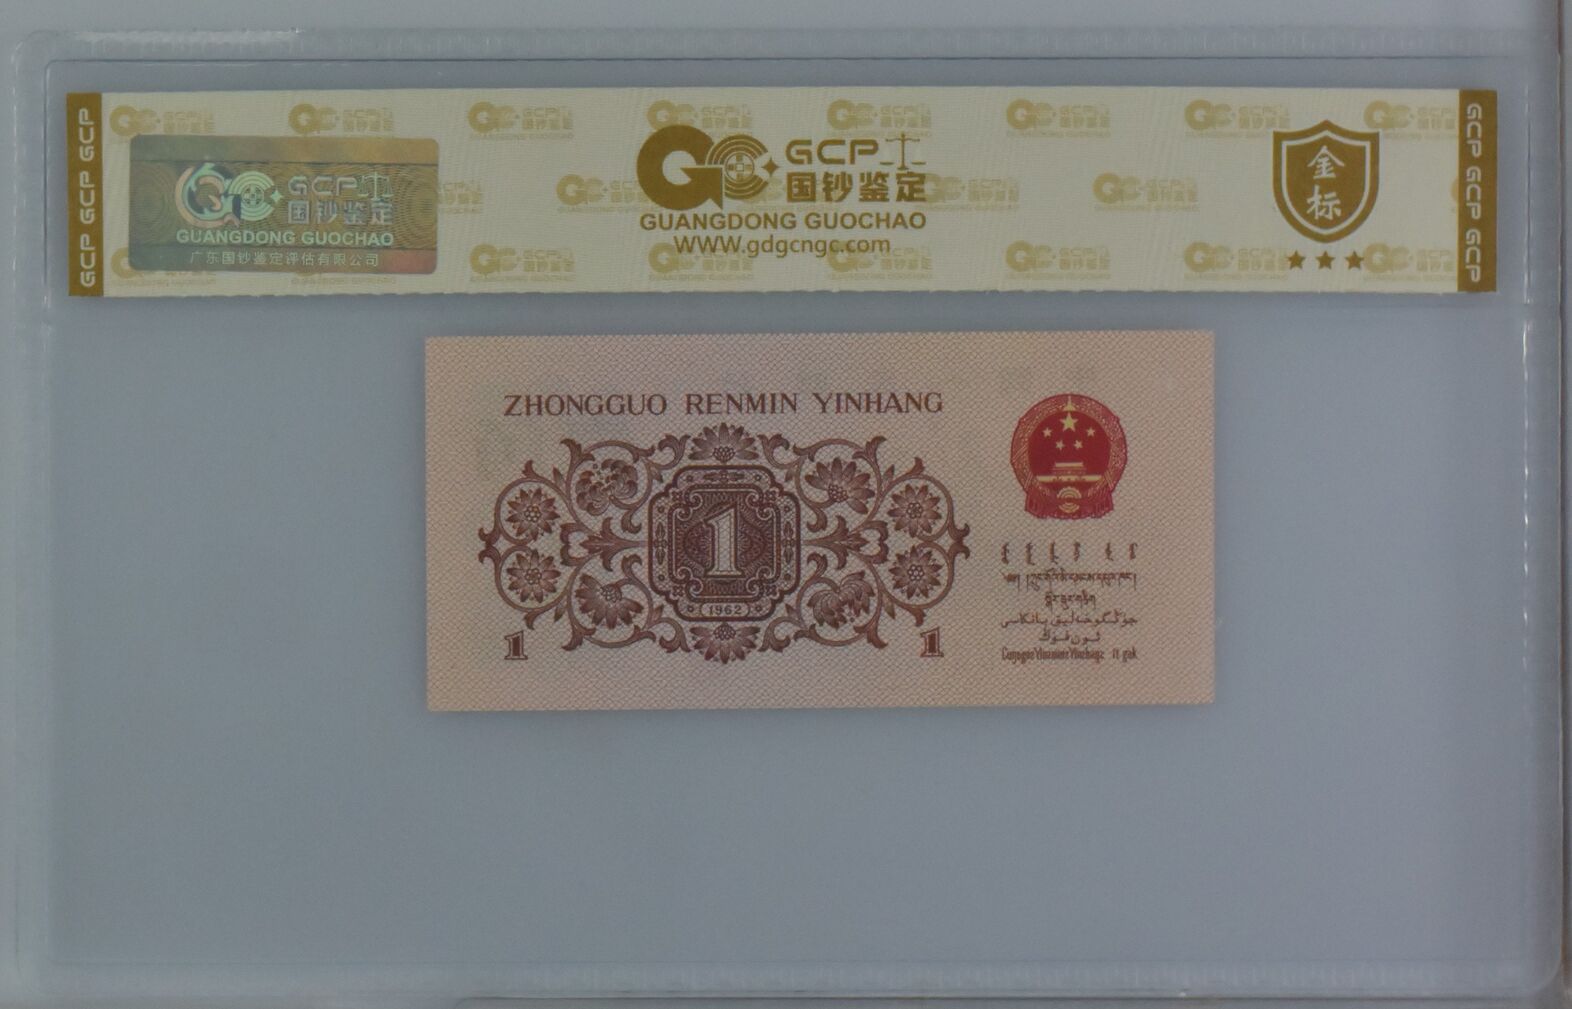 GCP GCP GCP
GCP
国钞鉴定
GUANGDONG GUOCHAO
广东国钞鉴定评估有限公司
GCP
国钞鉴定
GUANGDONG GUOCHAO
WWW.gdgcngc.com
金
标
GCP GCP GCP
ZHONGGUO RENMIN YINHANG
1
1962
1
1